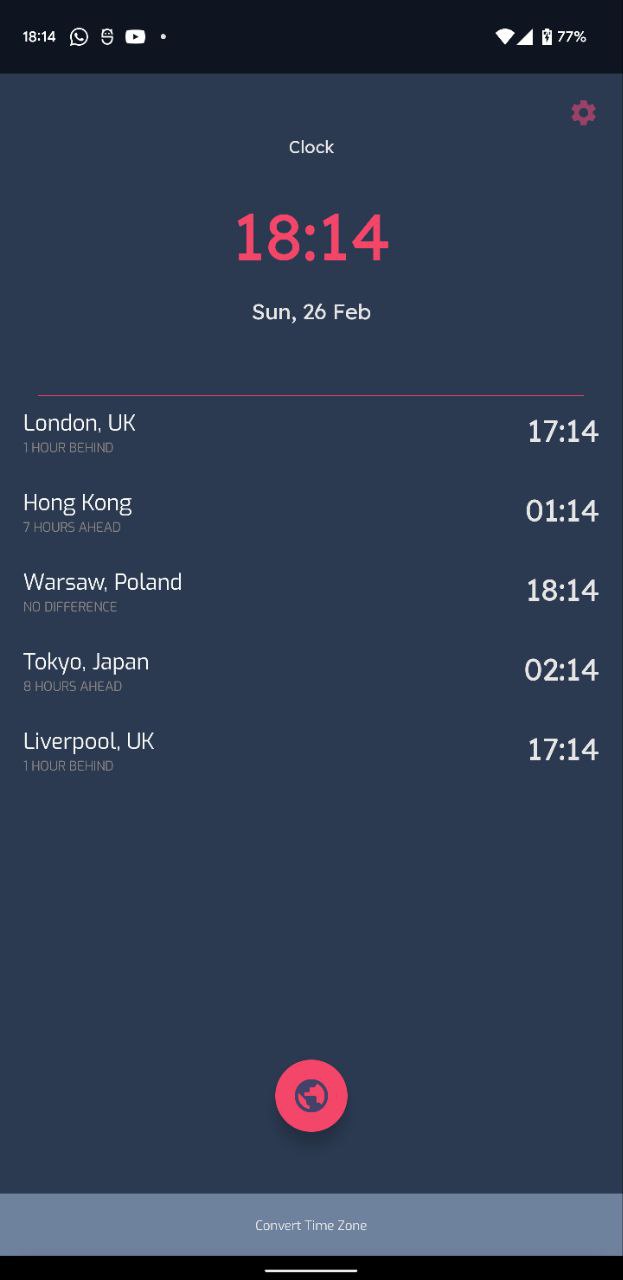 18:14 77%
Clock
18:14
Sun, 26 Feb
London, UK 17:14
1 HOUR BEHIND
Hong Kong 01:14
7 HOURS AHEAD
Warsaw, Poland 18:14
NO DIFFERENCE
Tokyo, Japan 02:14
8 HOURS AHEAD
Liverpool, UK 17:14
1 HOUR BEHIND
Convert Time Zone